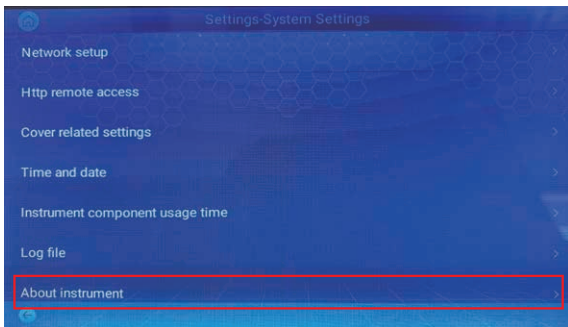 Settings-System Settings
Network setup
Http remote access
Cover related settings
Time and date
Instrument component usage time
Log file
About instrument